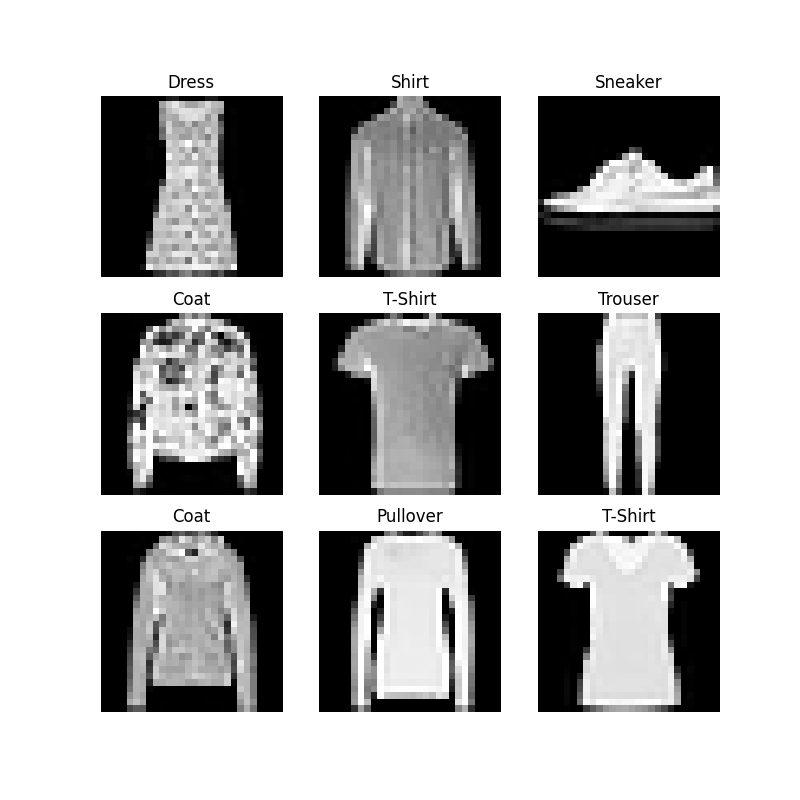 Dress
Shirt
Sneaker
Coat
T-Shirt
Trouser
Coat
Pullover
T-Shirt